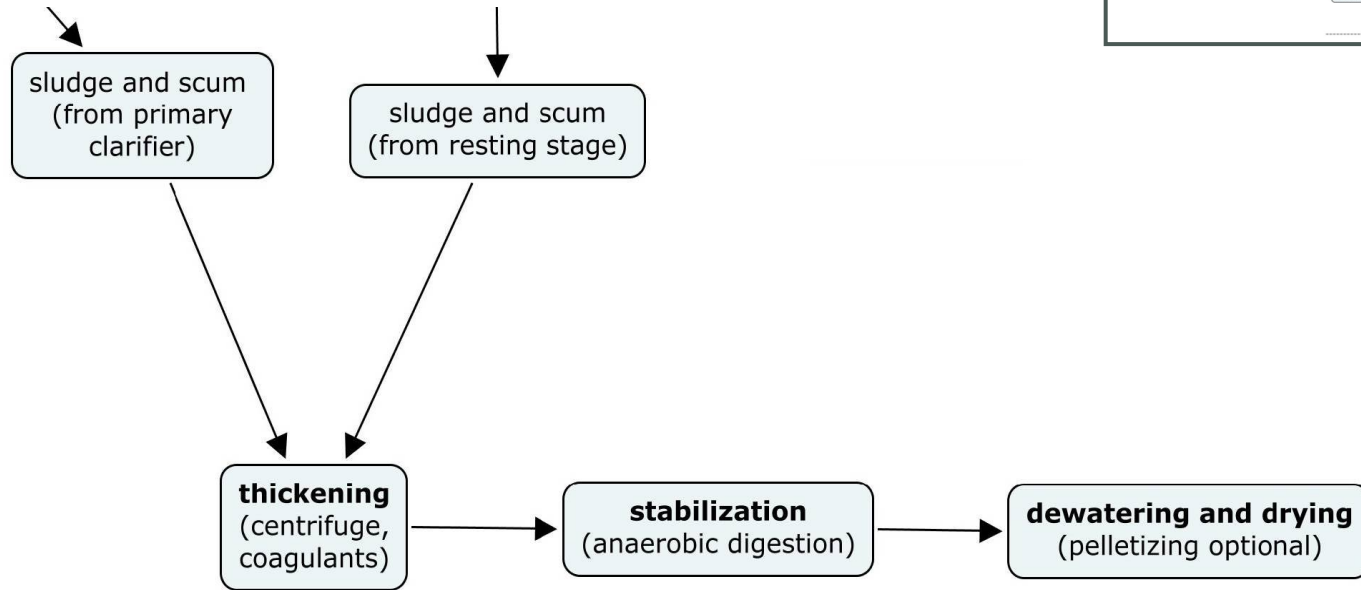 sludge and scum
(from primary
clarifier)
sludge and scum
(from resting stage)
thickening
(centrifuge,
coagulants)
stabilization
(anaerobic digestion)
dewatering and drying
(pelletizing optional)